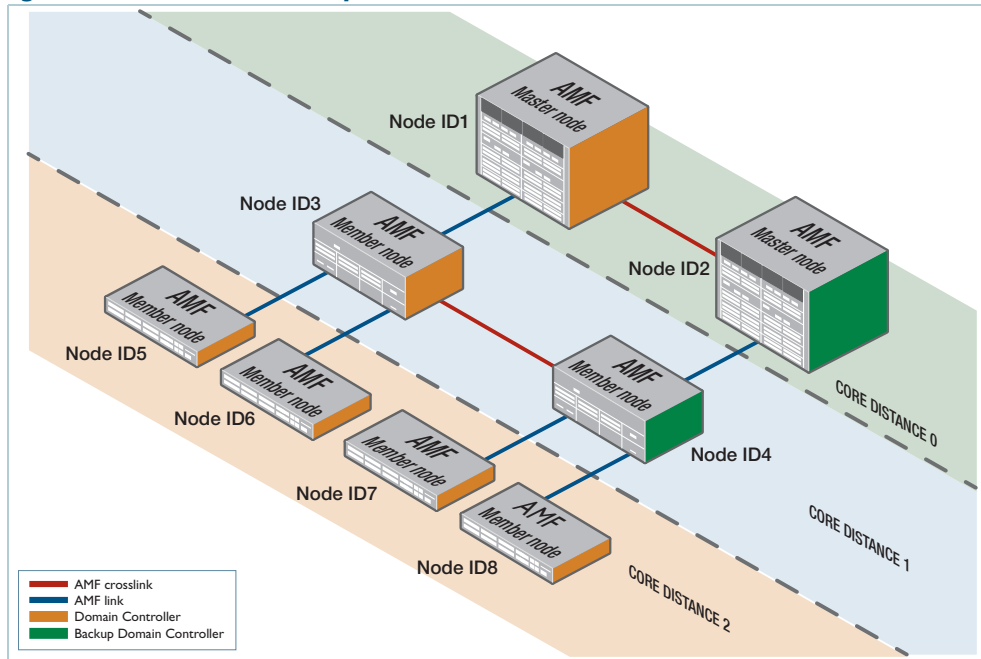 AMF
Master node
Node ID1
AMF
Master node
Node ID2
Node ID3
AMF
Member node
AMF
Member node
Node ID4
AMF
Member node
Node ID5
AMF
Member node
Node ID6
AMF
Member node
Node ID7
AMF
Member node
Node ID8
CORE DISTANCE 0
CORE DISTANCE 1
CORE DISTANCE 2
AMF crosslink
AMF link
Domain Controller
Backup Domain Controller